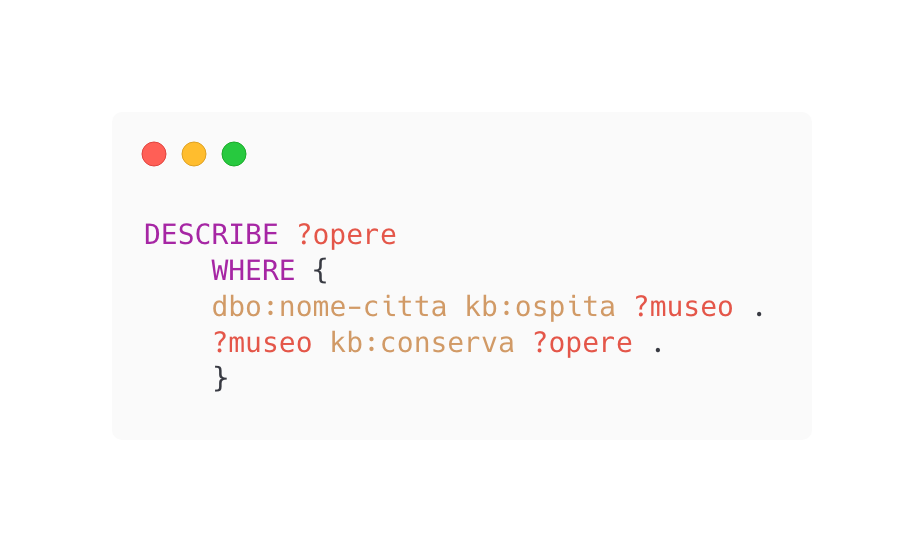 DESCRIBE ?opere
WHERE {
dbo:nome-citta kb:ospita ?museo .
?museo kb:conserva ?opere .
}